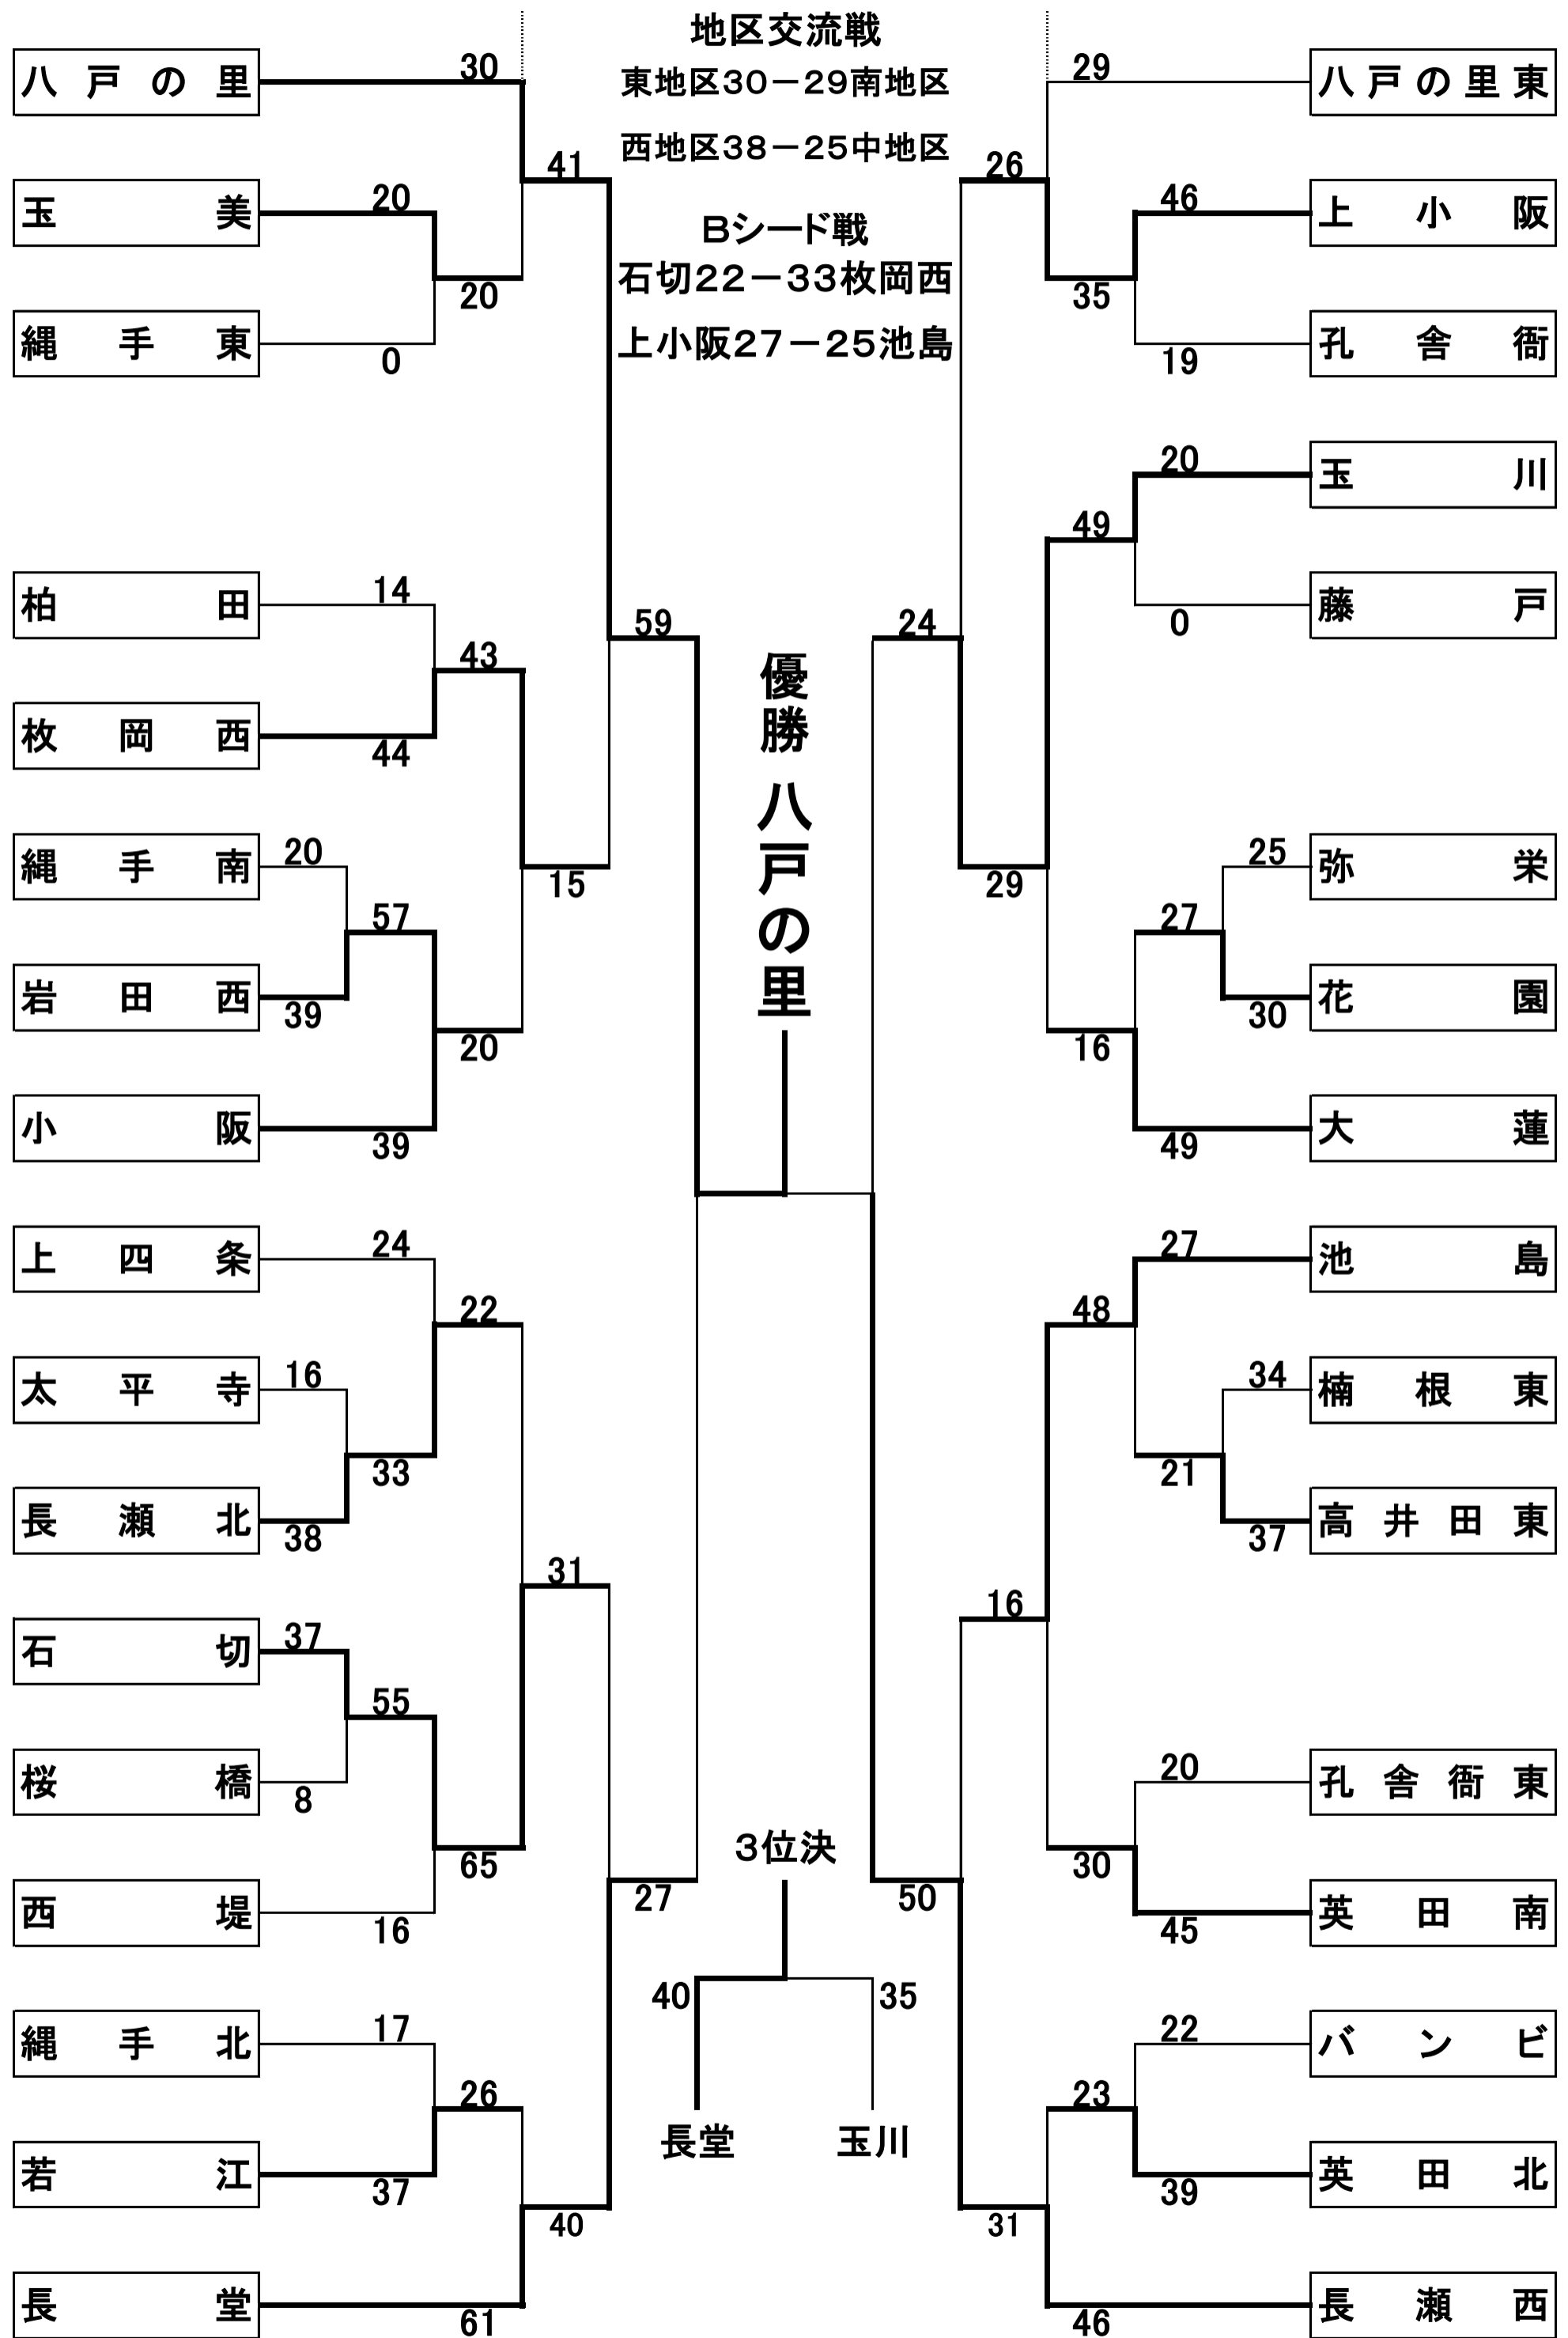 地区交流戦
東地区30－29南地区
西地区38－25中地区
Bシード戦
石切22－33枚岡西
上小阪27－25池島
八戸の里
30
玉美
20
20
縄手東
0
41
柏田
14
43
枚岡西
44
縄手南
20
57
岩田西
39
20
小阪
39
15
59
上四条
24
22
太平寺
16
33
長瀬北
38
31
石切
37
55
桜橋
8
65
西堤
16
27
縄手北
17
26
若江
37
40
長堂
61
優勝 八戸の里
3位決
40
35
長堂
玉川
29
八戸の里東
26
46
上小阪
35
19
孔舎衙
20
玉川
49
0
藤戸
24
29
25
弥栄
27
30
花園
16
49
大蓮
27
池島
48
34
楠根東
21
37
高井田東
16
20
孔舎衙東
30
45
英田南
50
22
バンビ
23
39
英田北
31
46
長瀬西